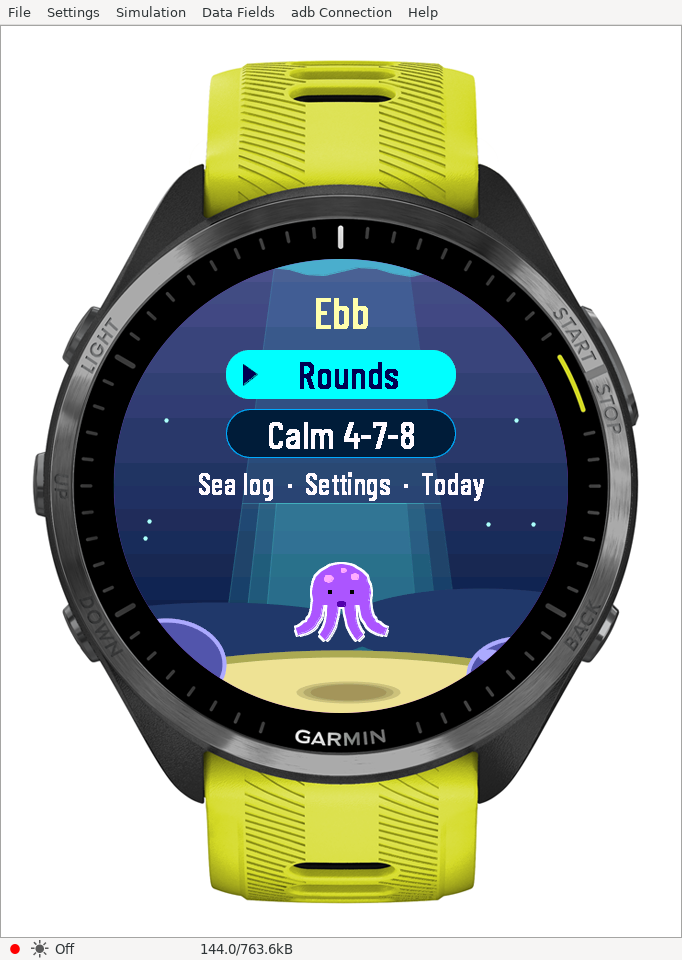 File Settings Simulation Data Fields adb Connection Help
LIGHT
START
STOP
UP
DOWN
BACK
Ebb
Rounds
Calm 4-7-8
Sea log · Settings · Today
GARMIN
Off 144.0/763.6kB